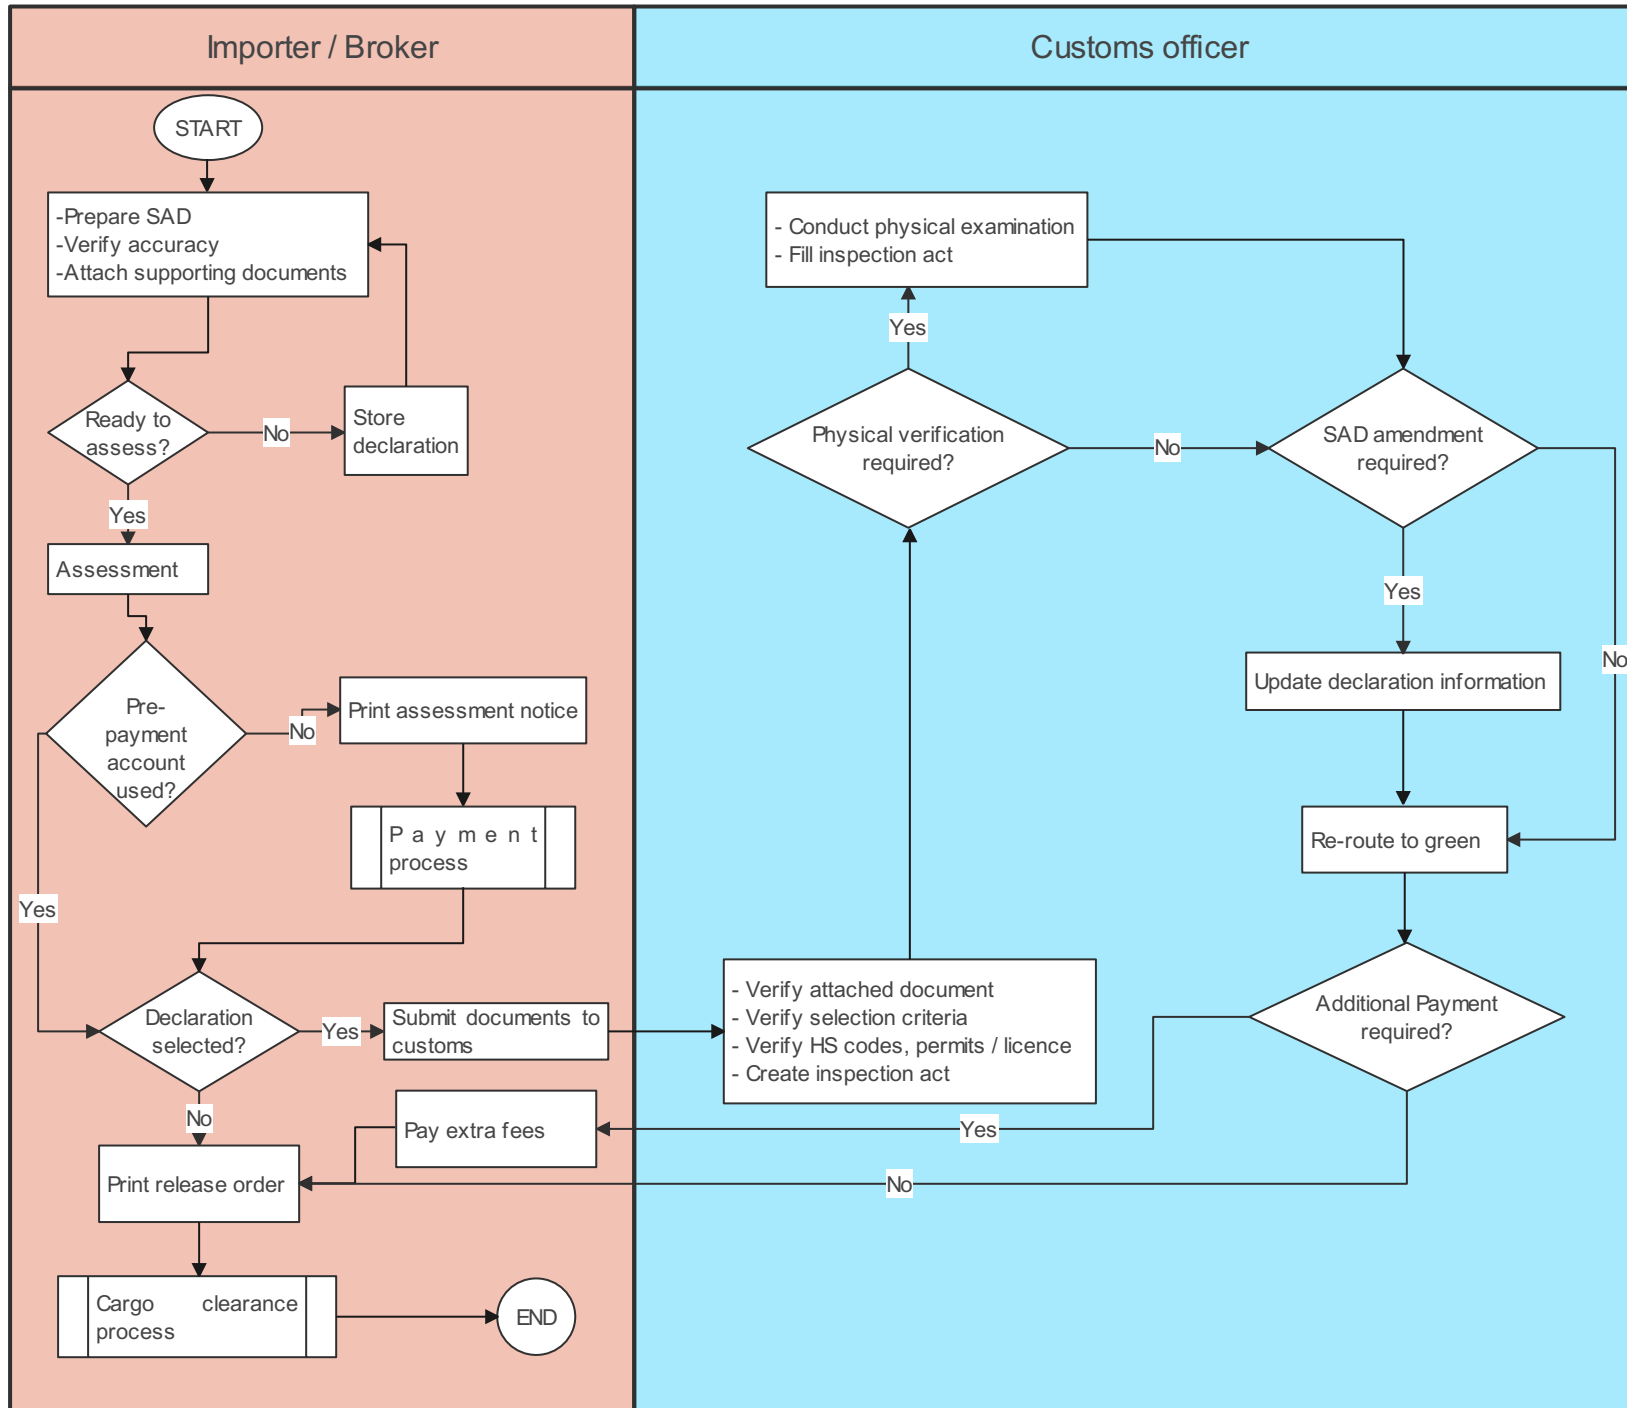 Importer / Broker
Customs officer
START
-Prepare SAD
-Verify accuracy
-Attach supporting documents
Ready to
assess?
No
Store
declaration
Yes
Assessment
Pre-
payment
account
used?
No
Print assessment notice
Payment
process
Yes
Declaration
selected?
Yes
Submit documents to
customs
No
Pay extra fees
Print release order
Cargo clearance
process
END
- Conduct physical examination
- Fill inspection act
Yes
Physical verification
required?
No
SAD amendment
required?
Yes
No
Update declaration information
Re-route to green
- Verify attached document
- Verify selection criteria
- Verify HS codes, permits / licence
- Create inspection act
Additional Payment
required?
Yes
No